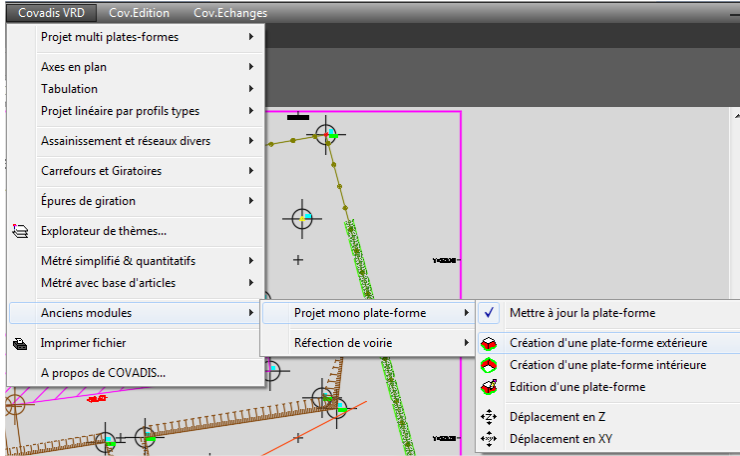 Covadis VRD Cov.Edition Cov.Echanges
Projet multi plates-formes
Axes en plan
Tabulation
Projet linéaire par profils types
Assainissement et réseaux divers
Carrefours et Giratoires
Épures de giration
Explorateur de thèmes...
Métré simplifié & quantitatifs
Métré avec base d'articles
Anciens modules
Imprimer fichier
A propos de COVADIS...
Projet mono plate-forme
Réfection de voirie
Mettre à jour la plate-forme
Création d'une plate-forme extérieure
Création d'une plate-forme intérieure
Edition d'une plate-forme
Déplacement en Z
Déplacement en XY